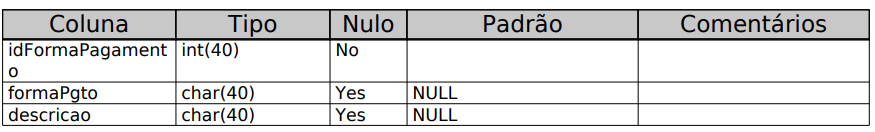 Coluna Tipo Nulo Padrão Comentários
idFormaPagament int(40) No
o
formaPgto char(40) Yes NULL
descricao char(40) Yes NULL